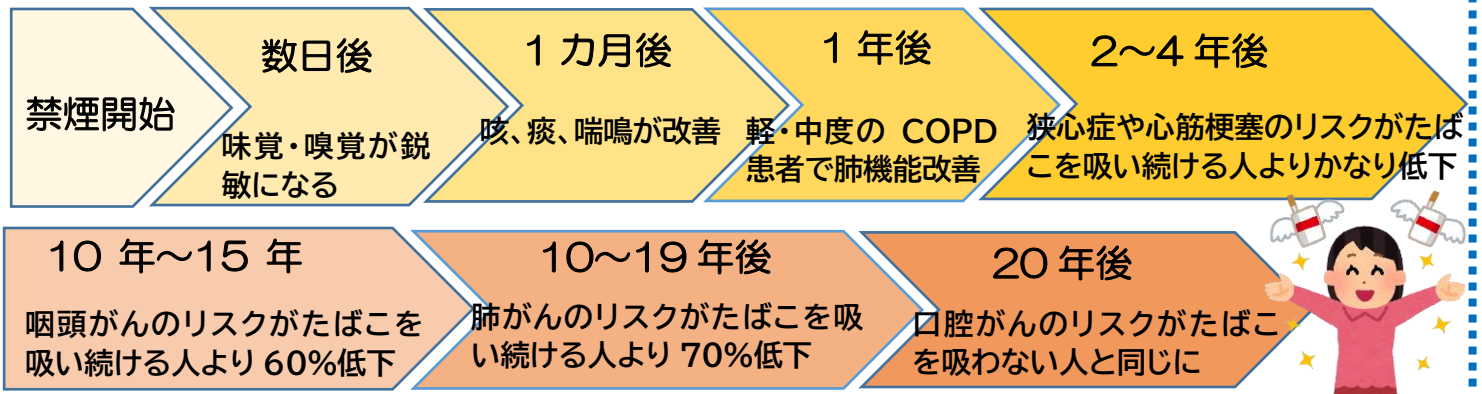 禁煙開始
数日後
味覚・嗅覚が鋭
敏になる
1 カ月後
咳、痰、喘鳴が改善
1 年後
軽・中度の COPD
患者で肺機能改善
2～4 年後
狭心症や心筋梗塞のリスクがたば
こを吸い続ける人よりかなり低下
10 年～15 年
咽頭がんのリスクがたばこを
吸い続ける人より 60%低下
10～19 年後
肺がんのリスクがたばこを吸
い続ける人より 70%低下
20 年後
口腔がんのリスクがたばこ
を吸わない人と同じに